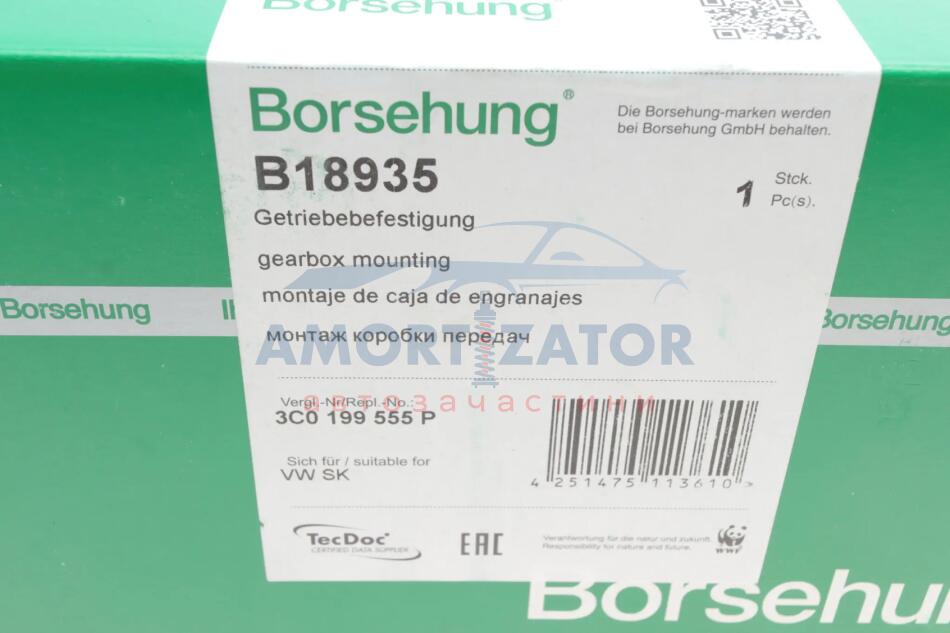 Borsehung
Borsehung®
Die Borsehung-marken werden
bei Borsehung GmbH behalten.
B18935
1 Stck.
Pc(s).
Getriebebefestigung
gearbox mounting
montaje de caja de engranajes
монтаж коробки передач
Borsehung
Borsehung
AMORTIZATOR
автозачастини
Vergl.-Nr/Repl.-No.:
3C0 199 555 P
Sich für / suitable for
VW SK
4 251475 113610 >
TecDoc®
CERTIFIED DATA SUPPLIER
EAC
Verantwortung für die natur und zukunft.
Responsibility for nature and future.
WWF
Borsehung